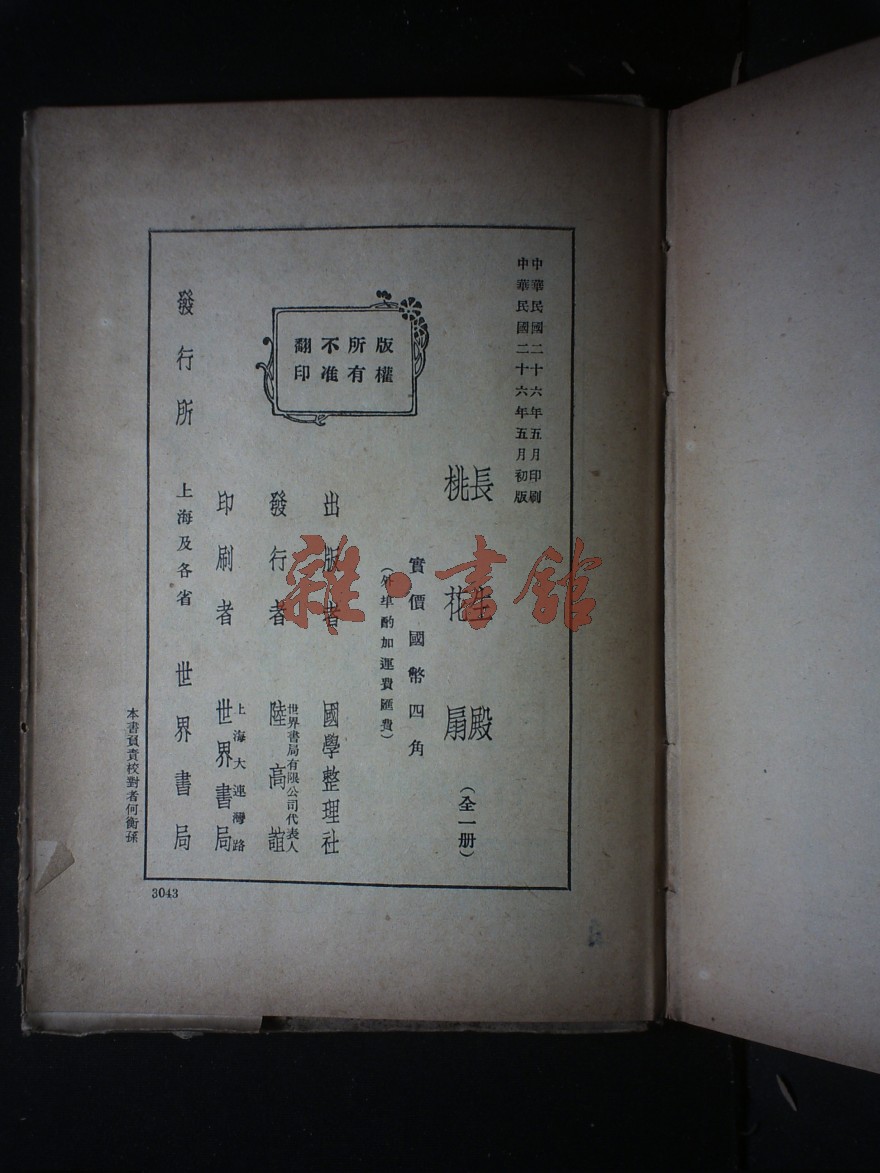 中華民國二十六年五月印刷
中華民國二十六年五月初版
長生殿
桃花扇
(全一册)
實價國幣四角
(外埠酌加運費匯費)
版權
所有
不准
翻印
出版者 國學整理社
發行者 世界書局有限公司代表人
陸高誼
印刷者 上海大連灣路
世界書局
發行所 上海及各省 世界書局
本書負責校對者何衡孫
3043
雜·書館